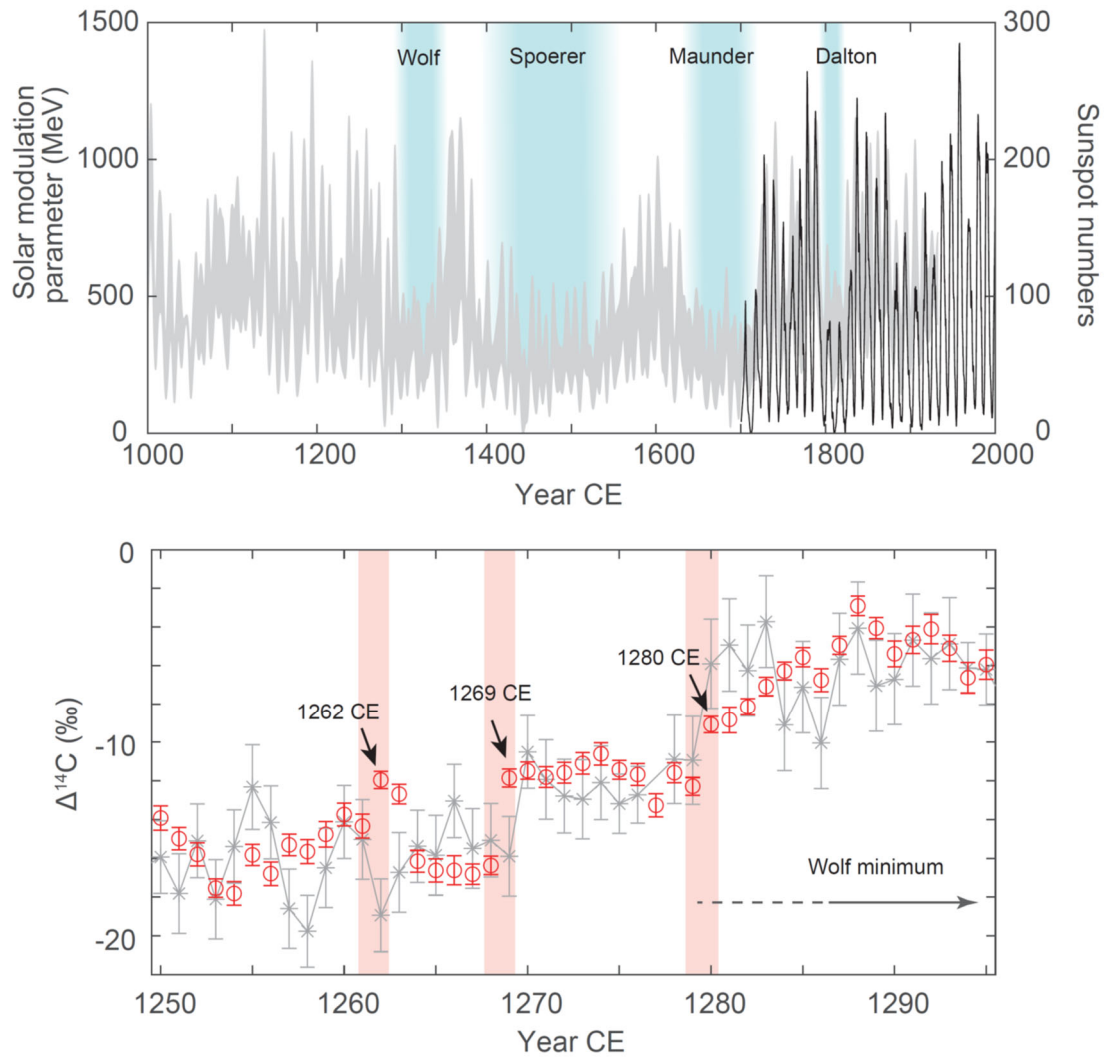 1500
300
Wolf
Spoerer
Maunder
Dalton
Solar modulation
parameter (MeV)
Sunspot numbers
1000
200
500
100
0
0
1000
1200
1400
1600
1800
2000
Year CE
0
1280 CE
1269 CE
1262 CE
-10
Δ¹⁴C (‰)
Wolf minimum
-20
1250
1260
1270
1280
1290
Year CE